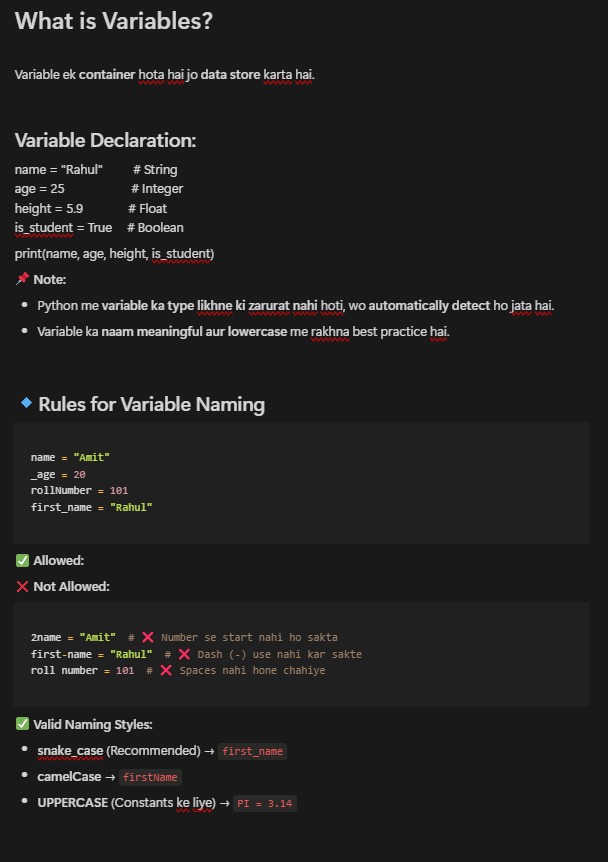 What is Variables?
Variable ek container hota hai jo data store karta hai.
Variable Declaration:
name = "Rahul" # String
age = 25 # Integer
height = 5.9 # Float
is_student = True # Boolean
print(name, age, height, is_student)
📌 Note:
• Python me variable ka type likhne ki zarurat nahi hoti, wo automatically detect ho jata hai.
• Variable ka naam meaningful aur lowercase me rakhna best practice hai.
🔹 Rules for Variable Naming
name = "Amit"
_age = 20
rollNumber = 101
first_name = "Rahul"
✅ Allowed:
❌ Not Allowed:
2name = "Amit" # ❌ Number se start nahi ho sakta
first-name = "Rahul" # ❌ Dash (-) use nahi kar sakte
roll number = 101 # ❌ Spaces nahi hone chahiye
✅ Valid Naming Styles:
• snake_case (Recommended) → first_name
• camelCase → firstName
• UPPERCASE (Constants ke liye) → PI = 3.14